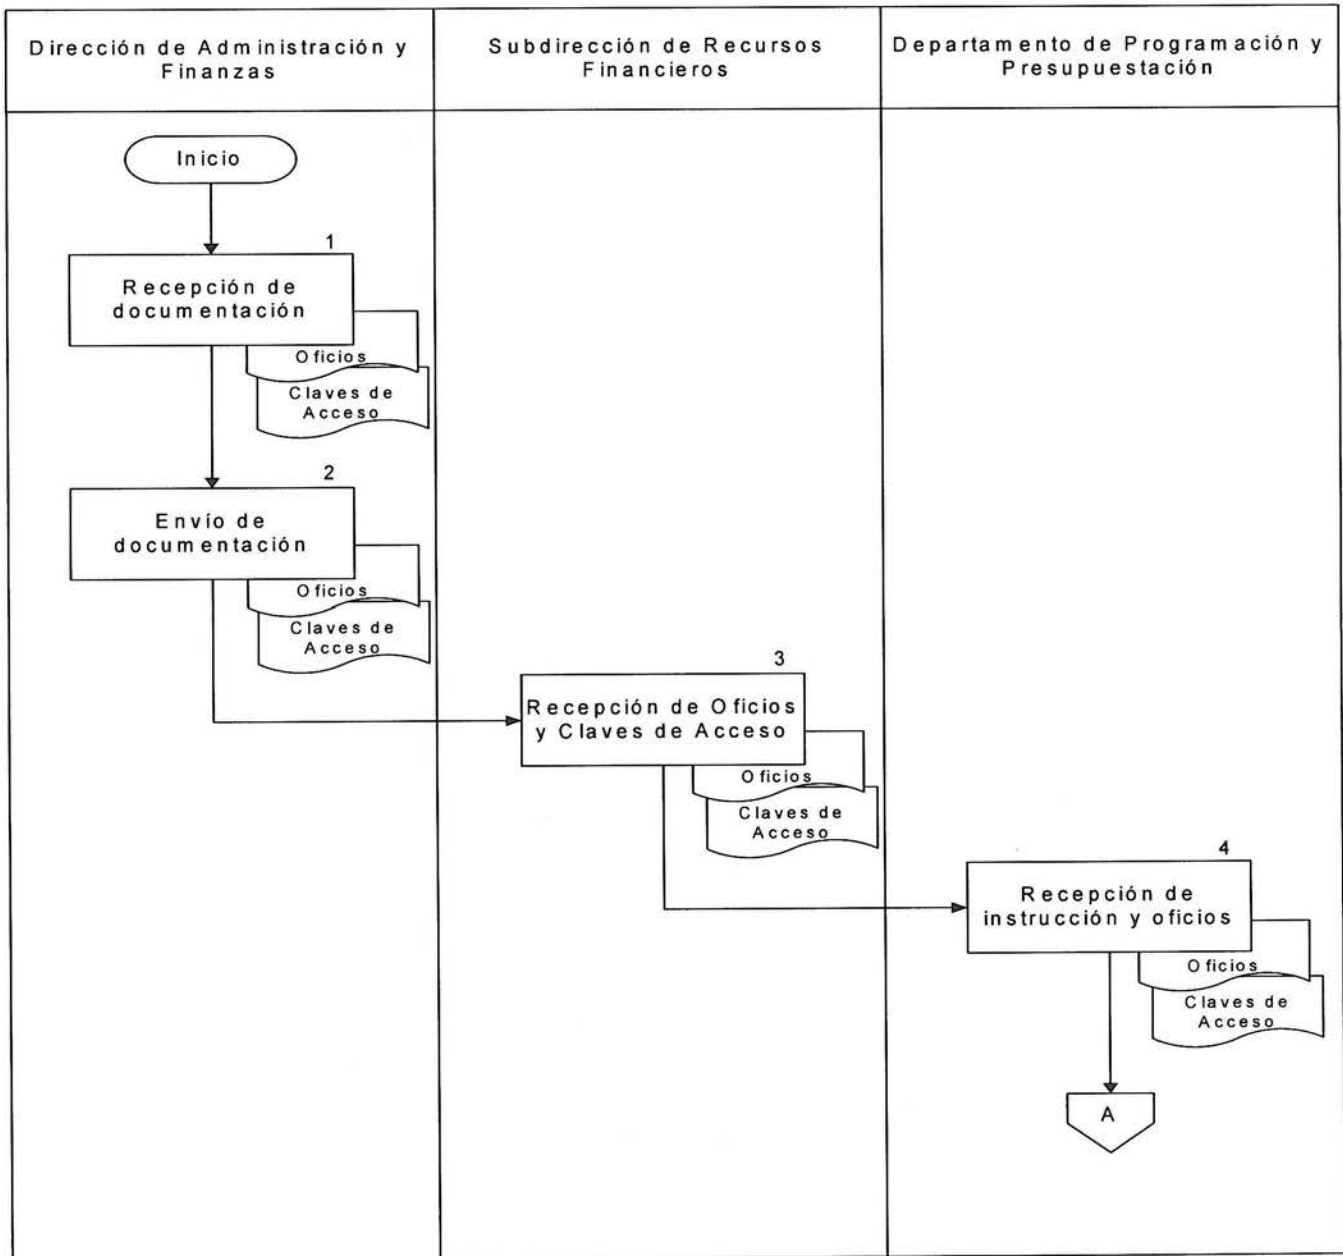 Dirección de Administración y
Finanzas
Subdirección de Recursos
Financieros
Departamento de Programación y
Presupuestación
Inicio
1
Recepción de
documentación
Oficios
Claves de
Acceso
2
Envío de
documentación
Oficios
Claves de
Acceso
3
Recepción de Oficios
y Claves de Acceso
Oficios
Claves de
Acceso
4
Recepción de
instrucción y oficios
Oficios
Claves de
Acceso
A